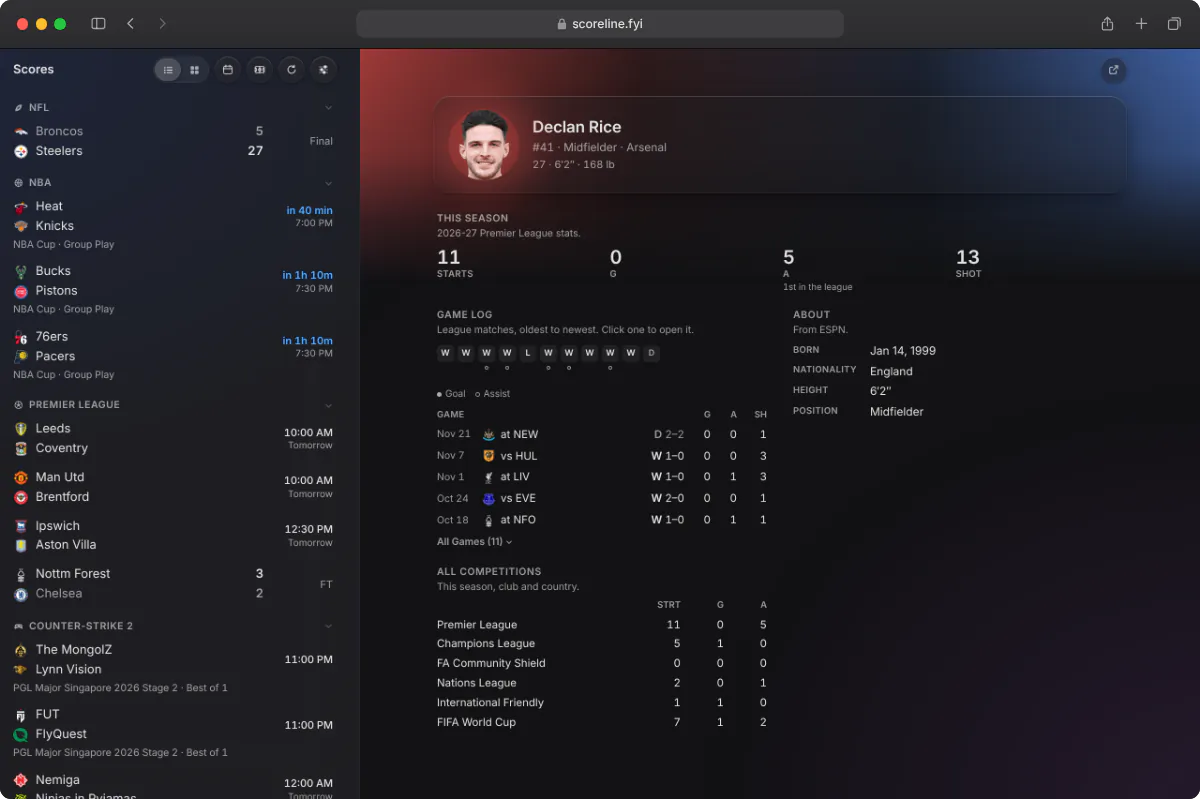 scoreline.fyi
Scores
NFL
Broncos 5
Steelers 27
Final
NBA
Heat
Knicks
in 40 min
7:00 PM
NBA Cup · Group Play
Bucks
Pistons
in 1h 10m
7:30 PM
NBA Cup · Group Play
76ers
Pacers
in 1h 10m
7:30 PM
NBA Cup · Group Play
PREMIER LEAGUE
Leeds
Coventry
10:00 AM
Tomorrow
Man Utd
Brentford
10:00 AM
Tomorrow
Ipswich
Aston Villa
12:30 PM
Tomorrow
Nottm Forest 3
Chelsea 2
FT
COUNTER-STRIKE 2
The MongolZ
Lynn Vision
11:00 PM
PGL Major Singapore 2026 Stage 2 · Best of 1
FUT
FlyQuest
11:00 PM
PGL Major Singapore 2026 Stage 2 · Best of 1
Nemiga
Ninjas in Pyjamas
12:00 AM
Tomorrow
Declan Rice
#41 · Midfielder · Arsenal
27 · 6'2" · 168 lb
THIS SEASON
2026-27 Premier League stats.
11 0 5 13
STARTS G A SHOT
1st in the league
GAME LOG
League matches, oldest to newest. Click one to open it.
W W W W L W W W W W D
Goal Assist
GAME G A SH
Nov 21 at NEW D 2–2 0 0 1
Nov 7 vs HUL W 1–0 0 0 3
Nov 1 at LIV W 1–0 0 1 3
Oct 24 vs EVE W 2–0 0 0 1
Oct 18 at NFO W 1–0 0 1 1
All Games (11)
ALL COMPETITIONS
This season, club and country.
STRT G A
Premier League 11 0 5
Champions League 5 1 0
FA Community Shield 0 0 0
Nations League 2 0 1
International Friendly 1 1 0
FIFA World Cup 7 1 2
ABOUT
From ESPN.
BORN Jan 14, 1999
NATIONALITY England
HEIGHT 6'2"
POSITION Midfielder